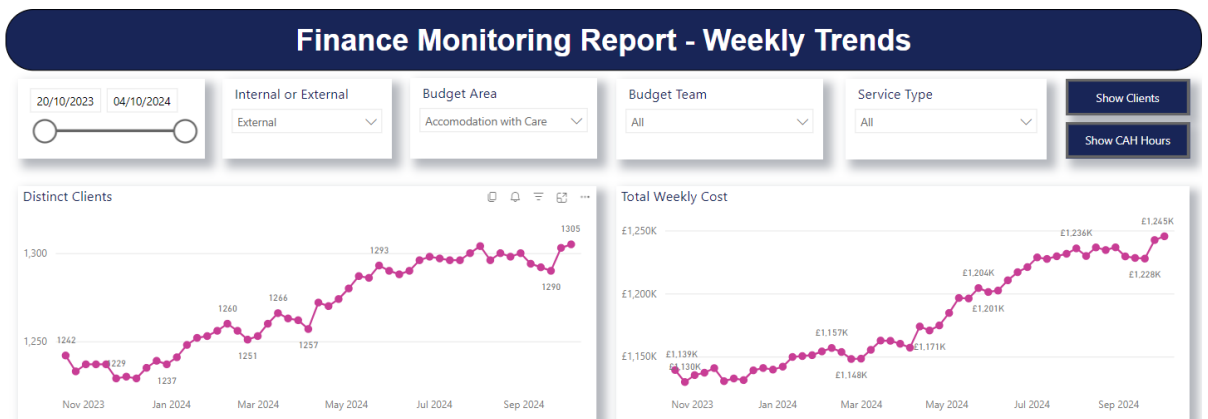 Finance Monitoring Report - Weekly Trends
20/10/2023 04/10/2024
Internal or External
External
Budget Area
Accomodation with Care
Budget Team
All
Service Type
All
Show Clients
Show CAH Hours
Distinct Clients
1,300
1,250
1242
1229
1237
1260
1251
1266
1257
1293
1290
1305
Nov 2023 Jan 2024 Mar 2024 May 2024 Jul 2024 Sep 2024
Total Weekly Cost
£1,250K
£1,200K
£1,150K
£1,139K
£1,130K
£1,157K
£1,148K
£1,171K
£1,204K
£1,201K
£1,236K
£1,228K
£1,245K
Nov 2023 Jan 2024 Mar 2024 May 2024 Jul 2024 Sep 2024